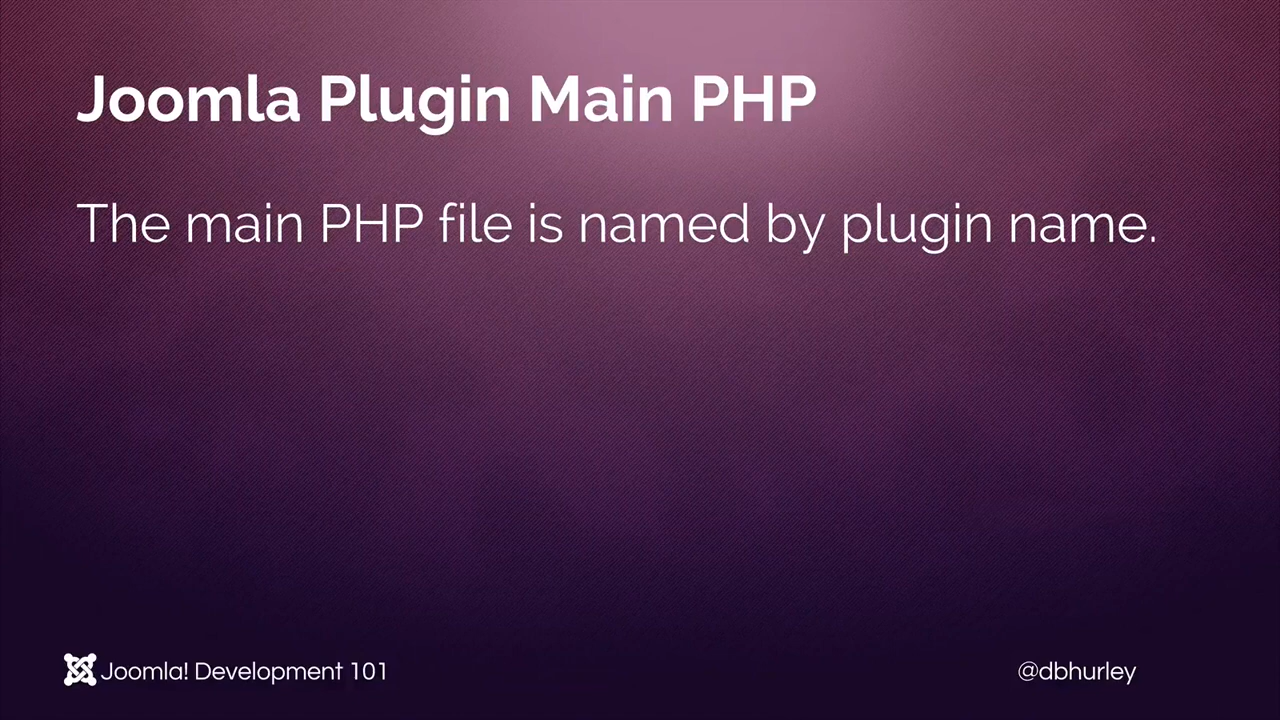 Joomla Plugin Main PHP
The main PHP file is named by plugin name.
Joomla! Development 101
@dbhurley